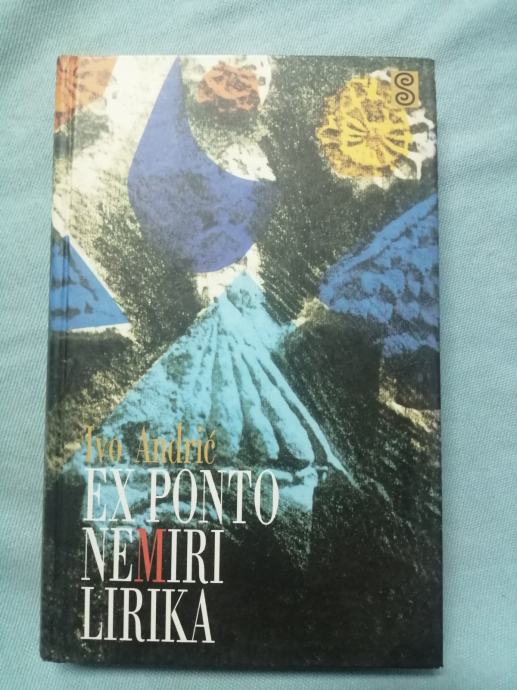 Ivo Andrić
EX PONTO
NEMIRI
LIRIKA